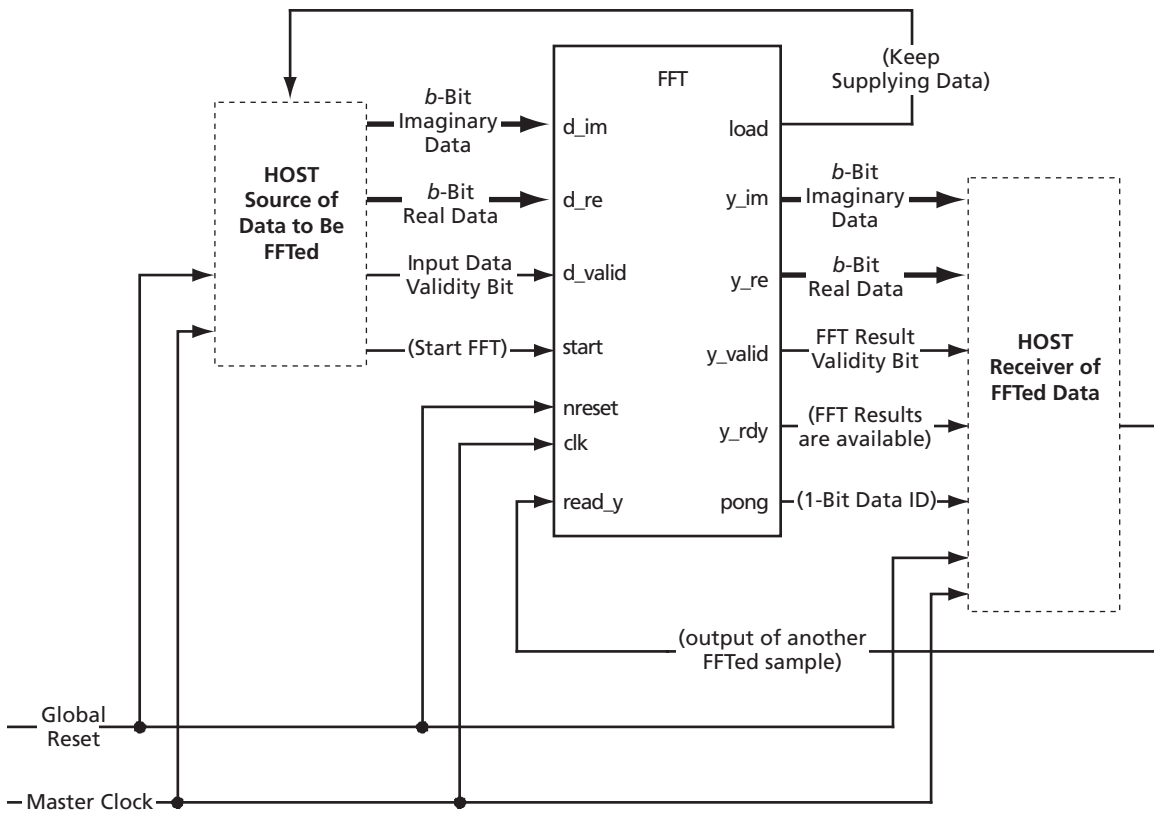 (Keep
Supplying Data)
FFT
b-Bit
Imaginary
Data
d_im
load
HOST
Source of
Data to Be
FFTed
b-Bit
Real Data
d_re
y_im
b-Bit
Imaginary
Data
Input Data
Validity Bit
d_valid
y_re
b-Bit
Real Data
(Start FFT)
start
y_valid
FFT Result
Validity Bit
HOST
Receiver of
FFTed Data
nreset
clk
y_rdy
(FFT Results
are available)
read_y
pong
(1-Bit Data ID)
(output of another
FFTed sample)
Global
Reset
Master Clock